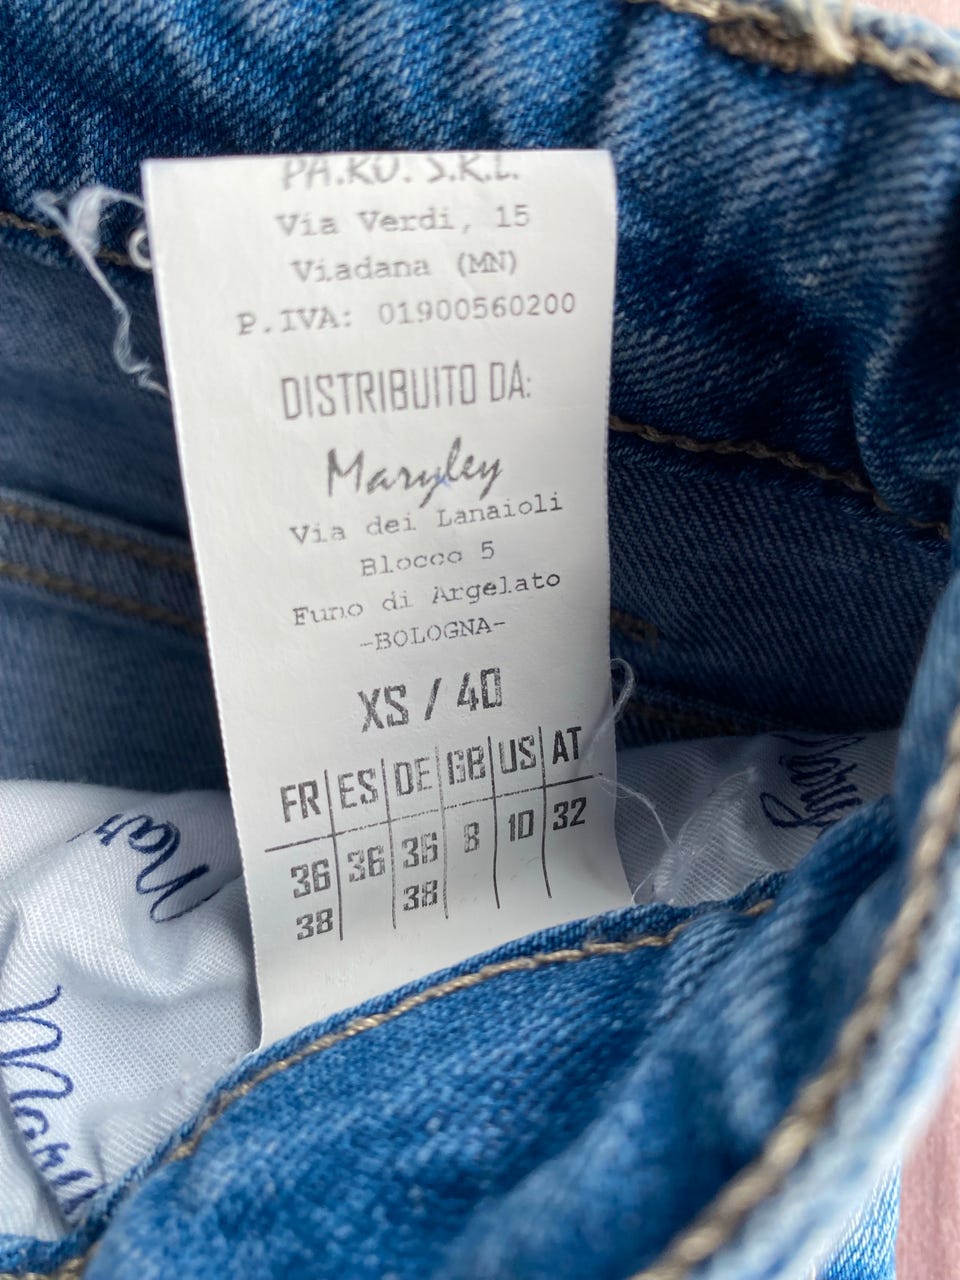 PA.RO. S.R.L.
Via Verdi, 15
Viadana (MN)
P.IVA: 01900560200
DISTRIBUITO DA:
Maryley
Via dei Lanaioli
Blocco 5
Funo di Argelato
-BOLOGNA-
XS / 40
FR ES DE GB US AT
36 36 36 8 10 32
38 38